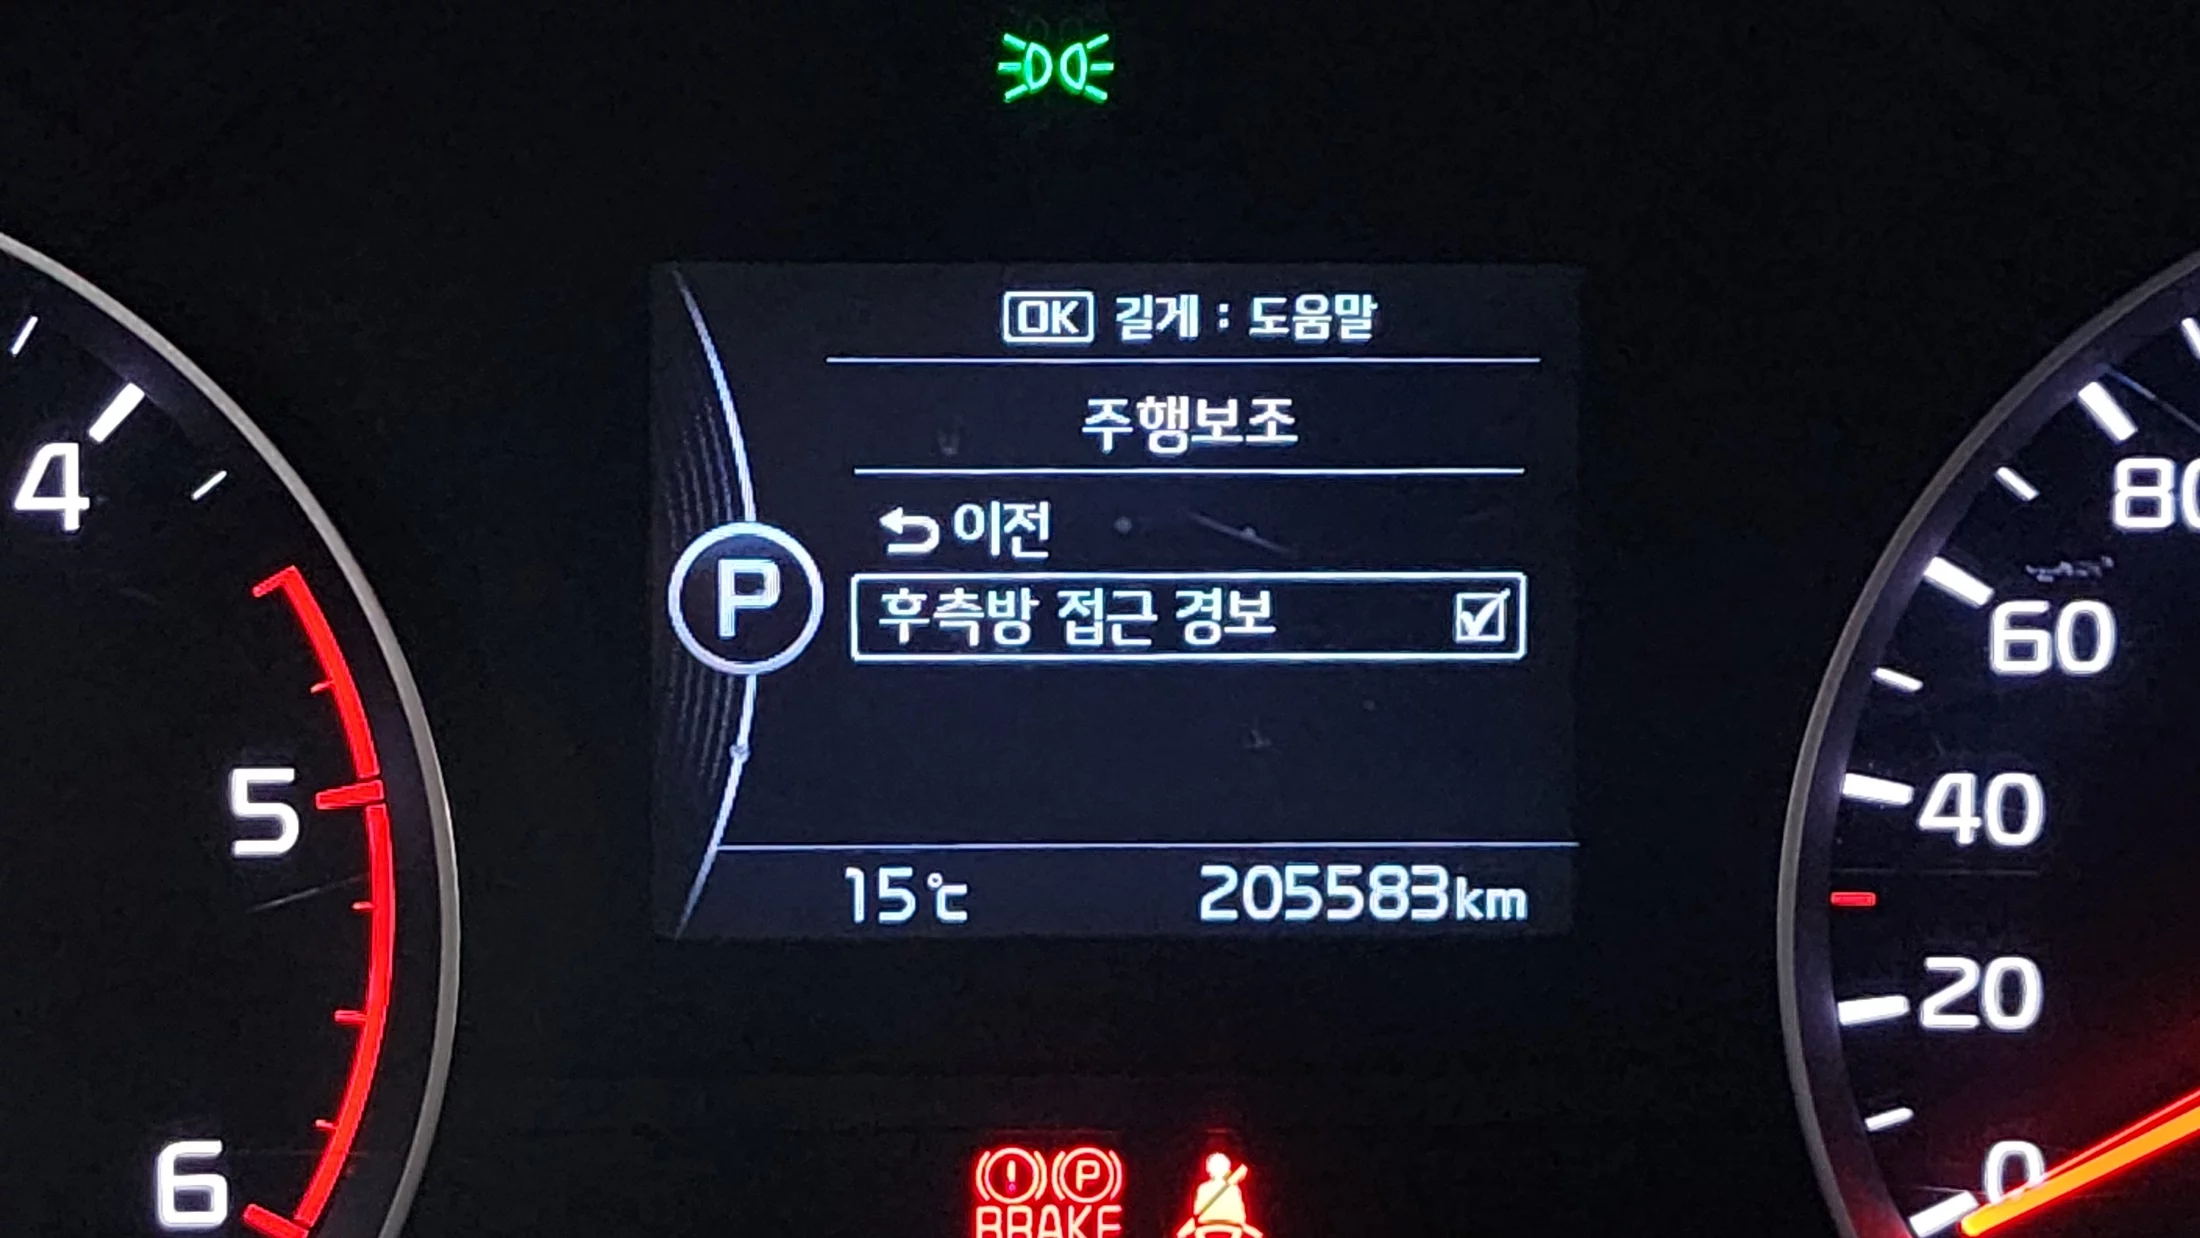 OK 길게 : 도움말
주행보조
이전
P
후측방 접근 경보
15℃ 205583km
4
5
6
80
60
40
20
0
(!) (P)
BRAKE